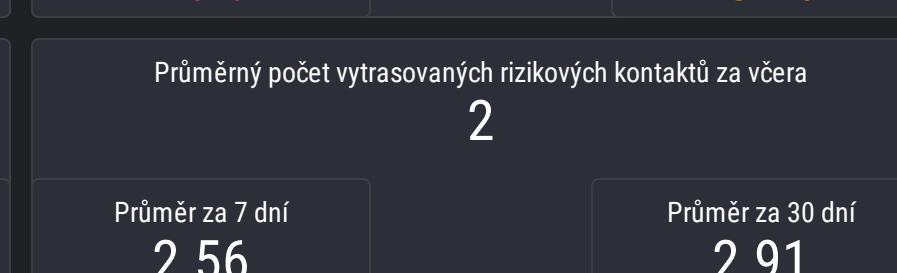 Průměrný počet vytrasovaných rizikových kontaktů za včera
2
Průměr za 7 dní
Průměr za 30 dní
2.56
2.91